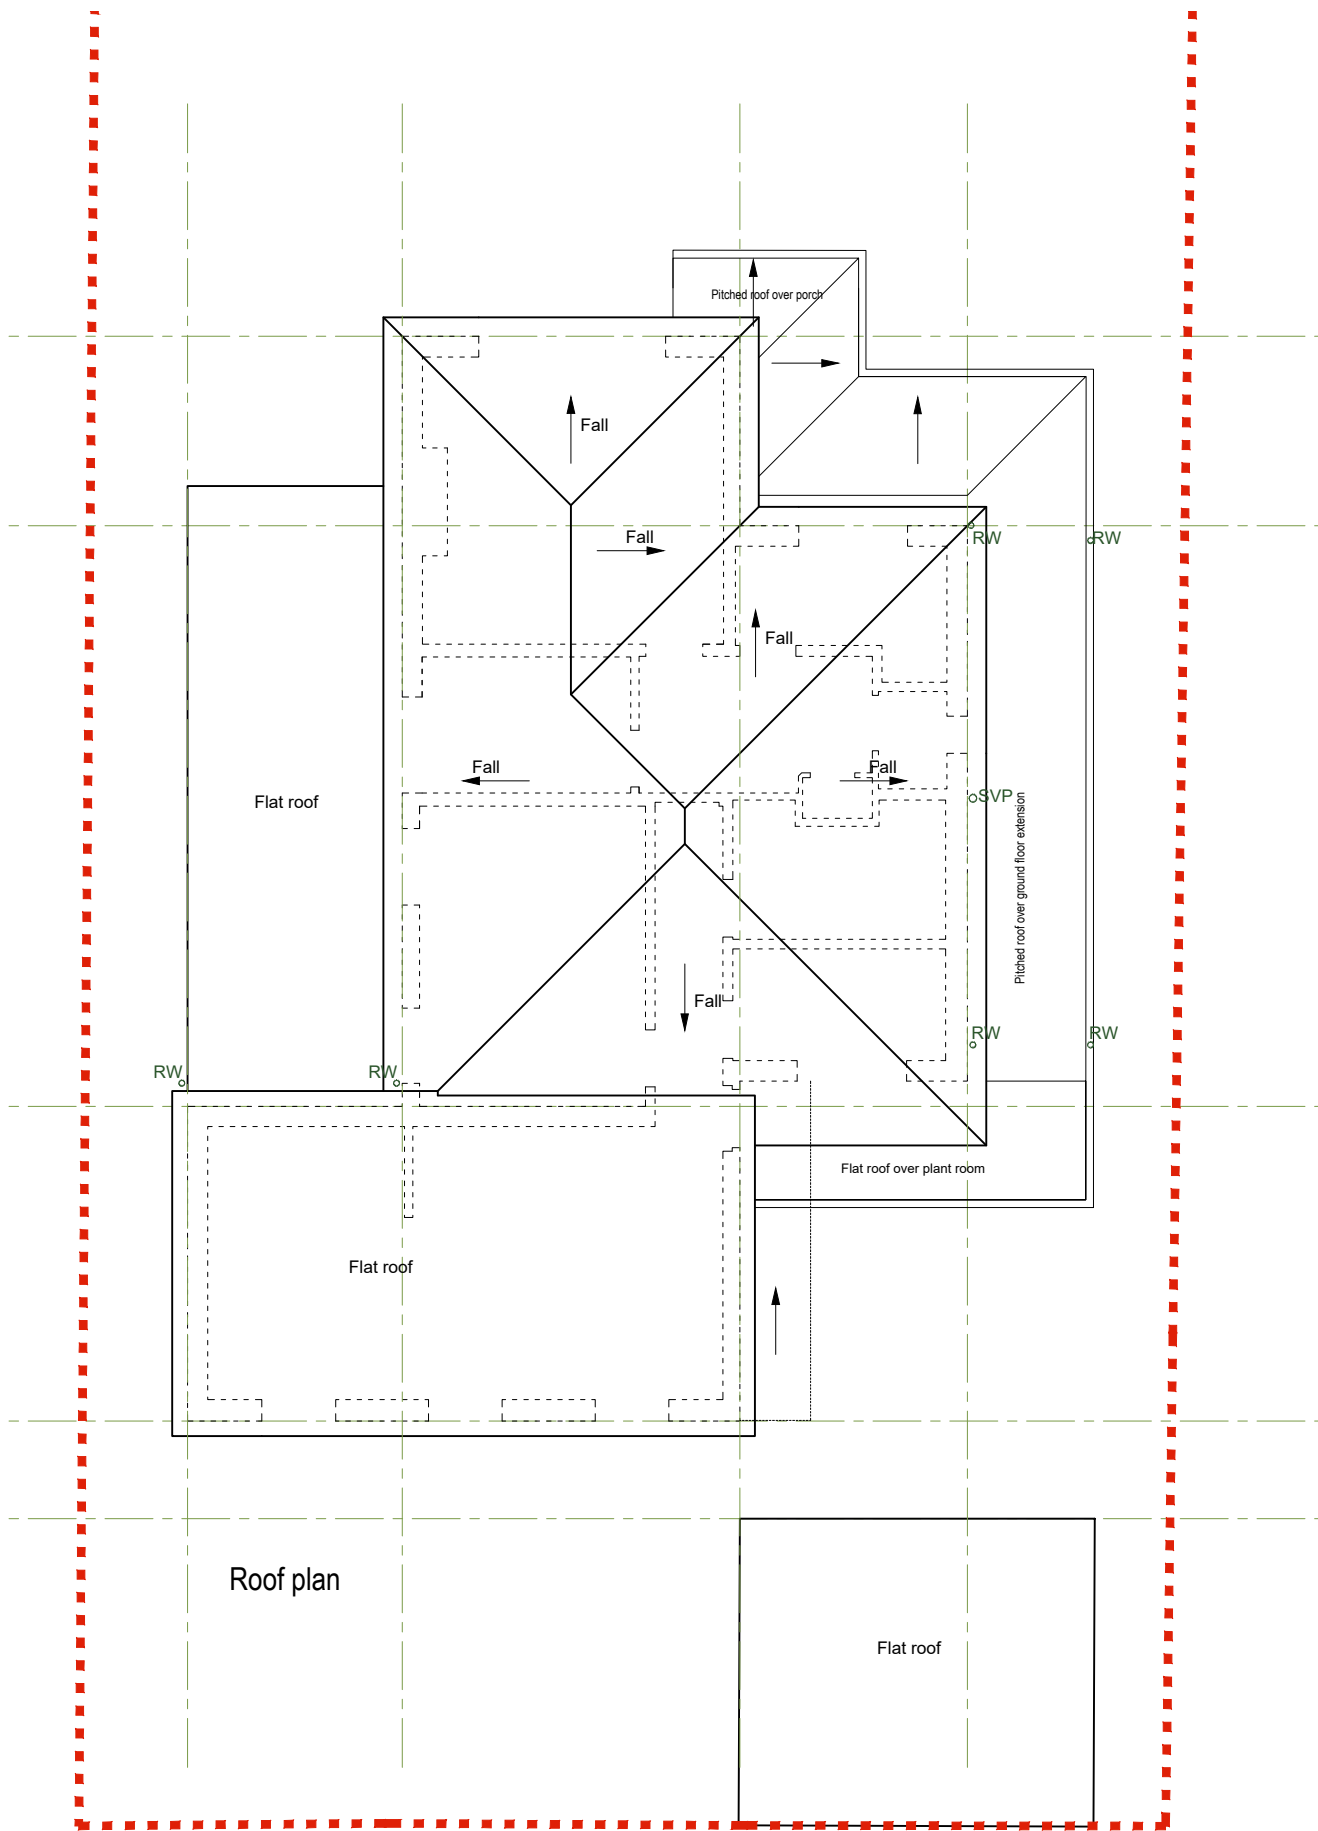 Pitched roof over porch
Fall
Fall
RW
RW
Fall
Fall
Fall
Flat roof
SVP
Pitched roof over ground floor extension
Fall
RW
RW
RW
RW
Flat roof over plant room
Flat roof
Roof plan
Flat roof